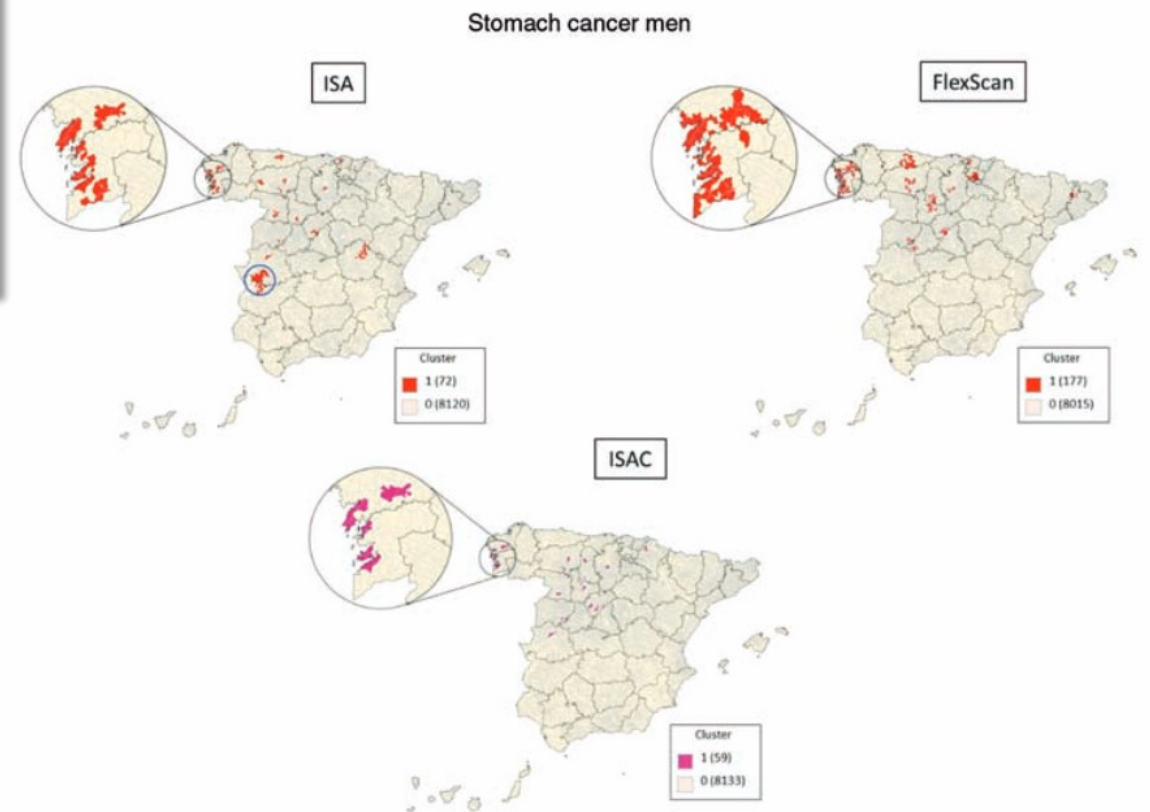 Stomach cancer men
ISA
FlexScan
Cluster
1 (72)
0 (8120)
Cluster
1 (177)
0 (8015)
ISAC
Cluster
1 (59)
0 (8133)